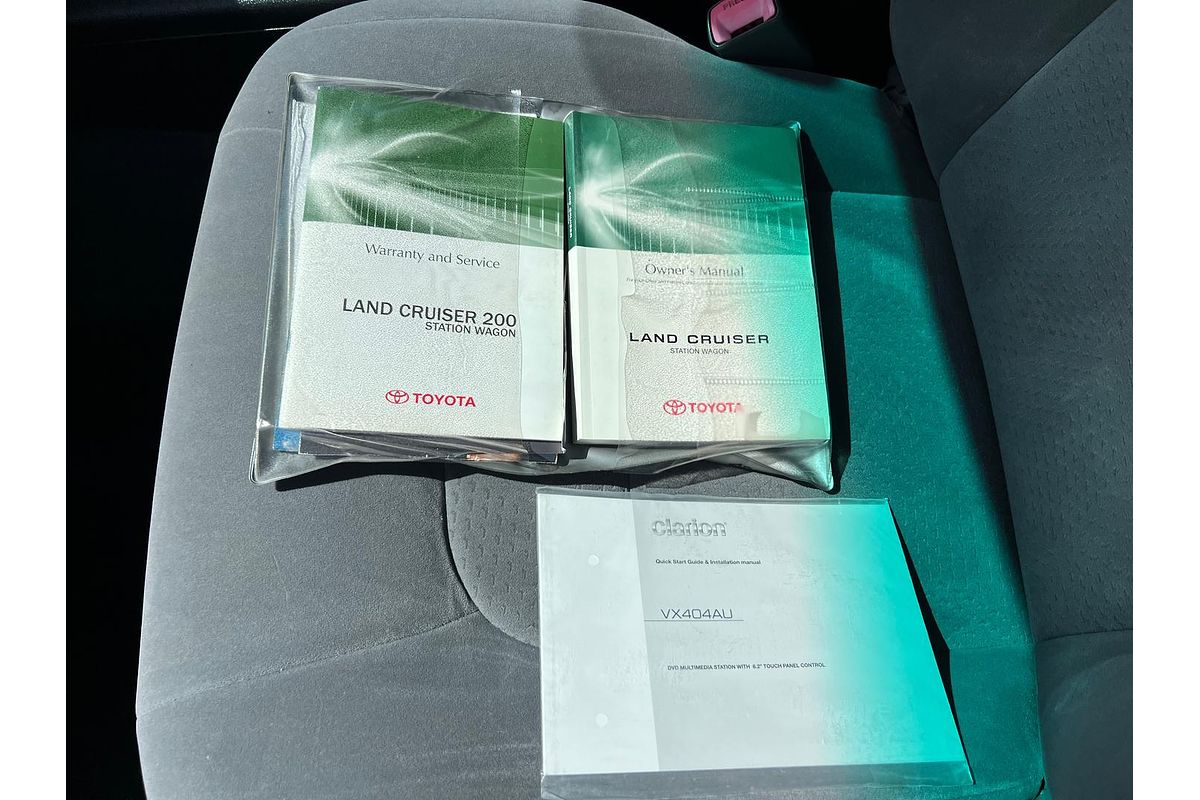 PRESS
Warranty and Service
LAND CRUISER 200
STATION WAGON
TOYOTA
Owner's Manual
LAND CRUISER
STATION WAGON
TOYOTA
clarion
Quick Start Guide & Installation manual
VX404AU
DVD MULTIMEDIA STATION WITH 6.2" TOUCH PANEL CONTROL